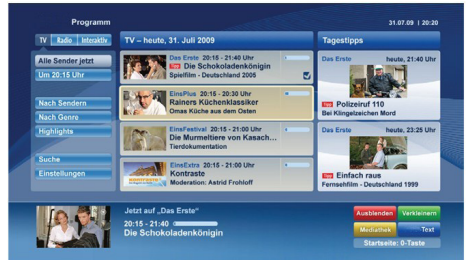 Programm
31.07.09 | 20:20
TV Radio Interaktiv
TV – heute, 31. Juli 2009
Tagestipps
Alle Sender jetzt
Um 20:15 Uhr
Nach Sendern
Nach Genre
Highlights
Suche
Einstellungen
Das Erste 20:15 - 21:40 Uhr
Tipp Die Schokoladenkönigin
Spielfilm - Deutschland 2005
EinsPlus 20:15 - 20:30 Uhr
Rainers Küchenklassiker
Omas Küche aus dem Osten
EinsFestival 20:15 - 21:00 Uhr
Die Murmeltiere von Kasach...
Tierdokumentation
EinsExtra 20:15 - 21:00 Uhr
Kontraste
Moderation: Astrid Frohloff
Das Erste heute, 21:40 Uhr
Tipp Polizeiruf 110
Bei Klingelzeichen Mord
Das Erste heute, 23:25 Uhr
Tipp Einfach raus
Fernsehfilm - Deutschland 1999
Jetzt auf „Das Erste"
20:15 - 21:40
Die Schokoladenkönigin
Ausblenden Verkleinern
Mediathek Text
Startseite: 0-Taste